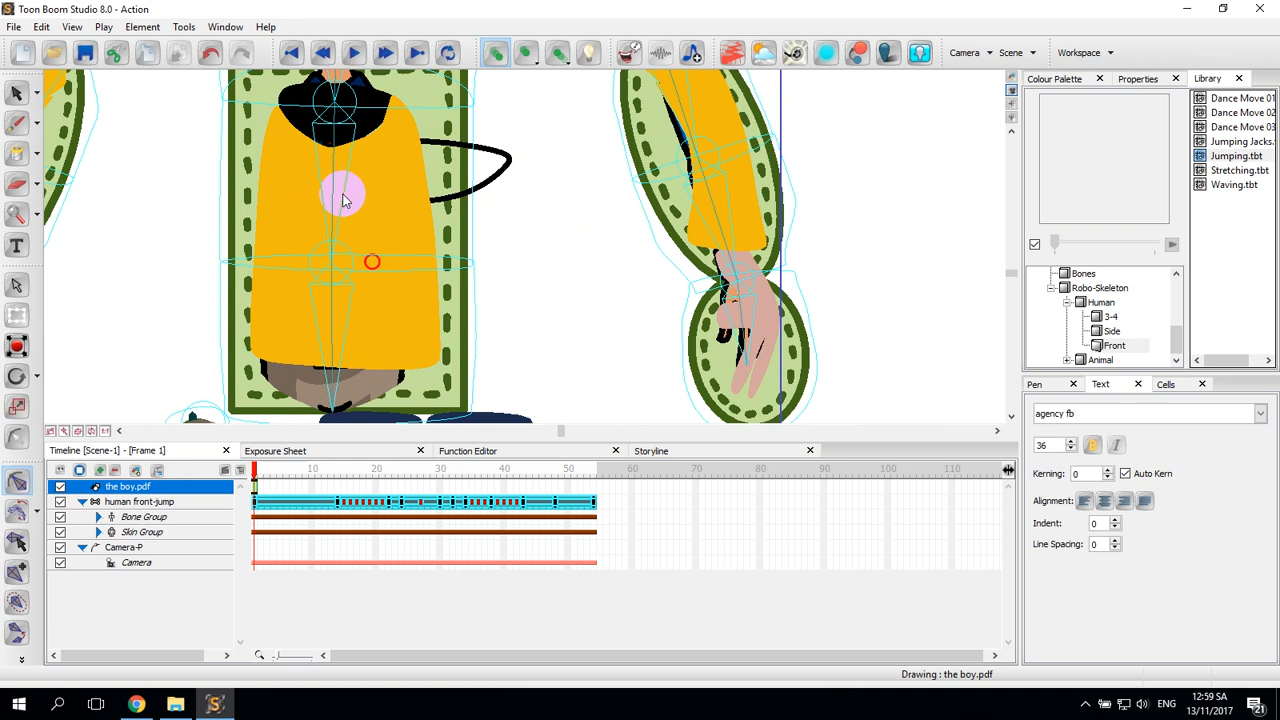 Toon Boom Studio 8.0 - Action
File Edit View Play Element Tools Window Help
Camera Scene Workspace
Colour Palette Properties Library
Dance Move 01
Dance Move 02
Dance Move 03
Jumping Jacks.
Jumping.tbt
Stretching.tbt
Waving.tbt
Bones
Robo-Skeleton
Human
3-4
Side
Front
Animal
Pen Text Cells
agency fb
36
Kerning: 0 Auto Kern
Alignment:
Indent: 0
Line Spacing: 0
Timeline [Scene-1] - [Frame 1] Exposure Sheet Function Editor Storyline
10 20 30 40 50 60 70 80 90 100 110
the boy.pdf
human front-jump
Bone Group
Skin Group
Camera-P
Camera
Drawing : the boy.pdf
ENG
12:59 SA
13/11/2017
21